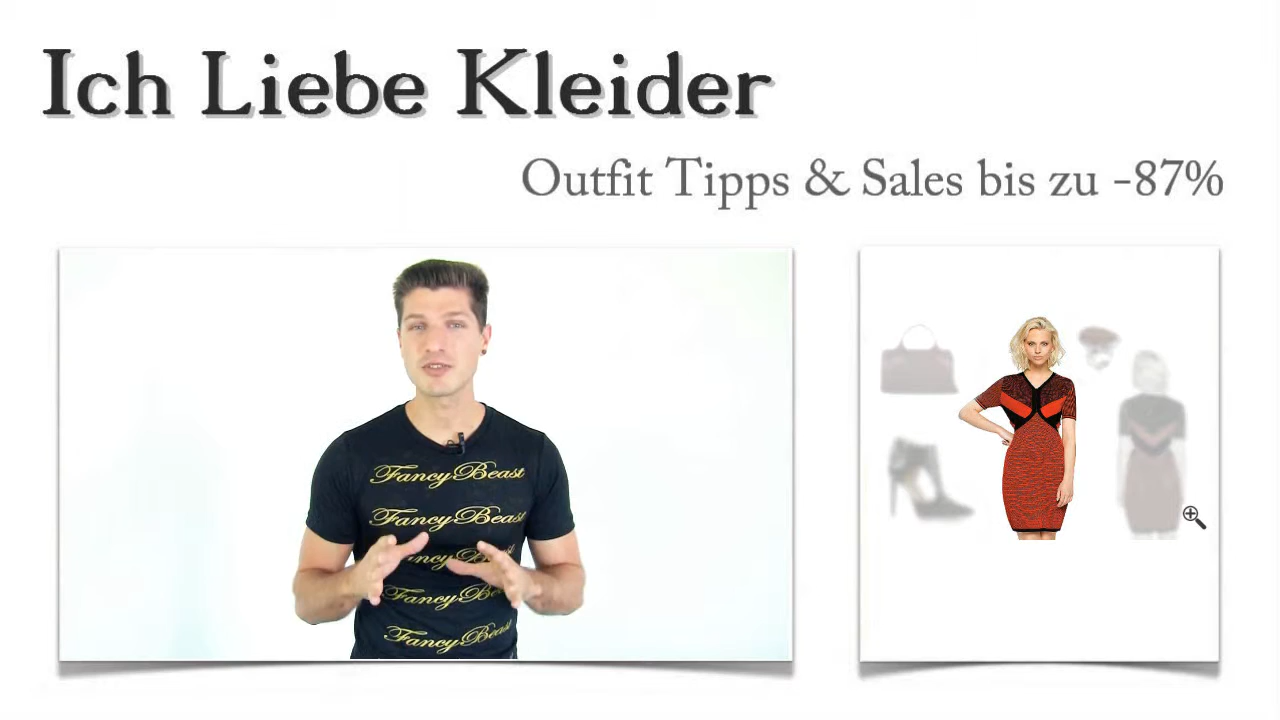 Ich Liebe Kleider
Outfit Tipps & Sales bis zu -87%
FancyBeast
FancyBeast
FancyBeast